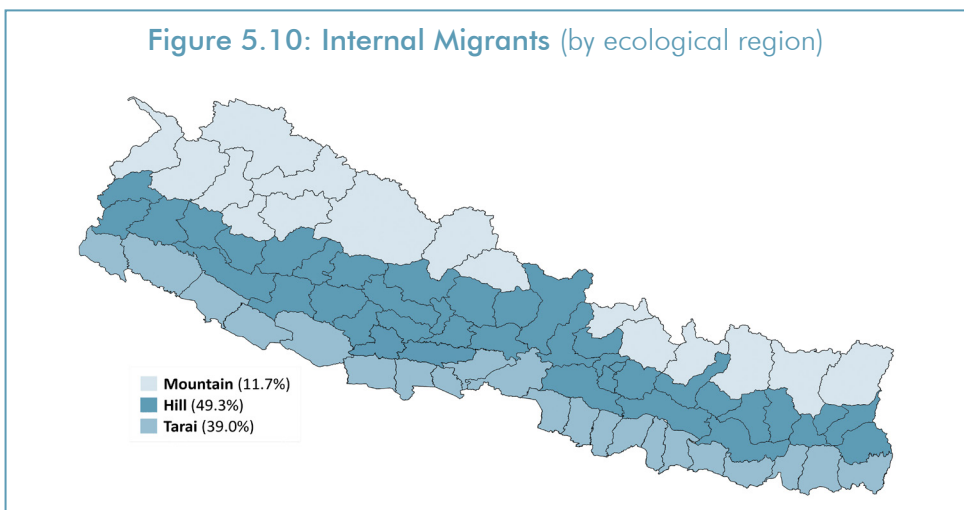 Figure 5.10: Internal Migrants (by ecological region)
Mountain (11.7%)
Hill (49.3%)
Tarai (39.0%)